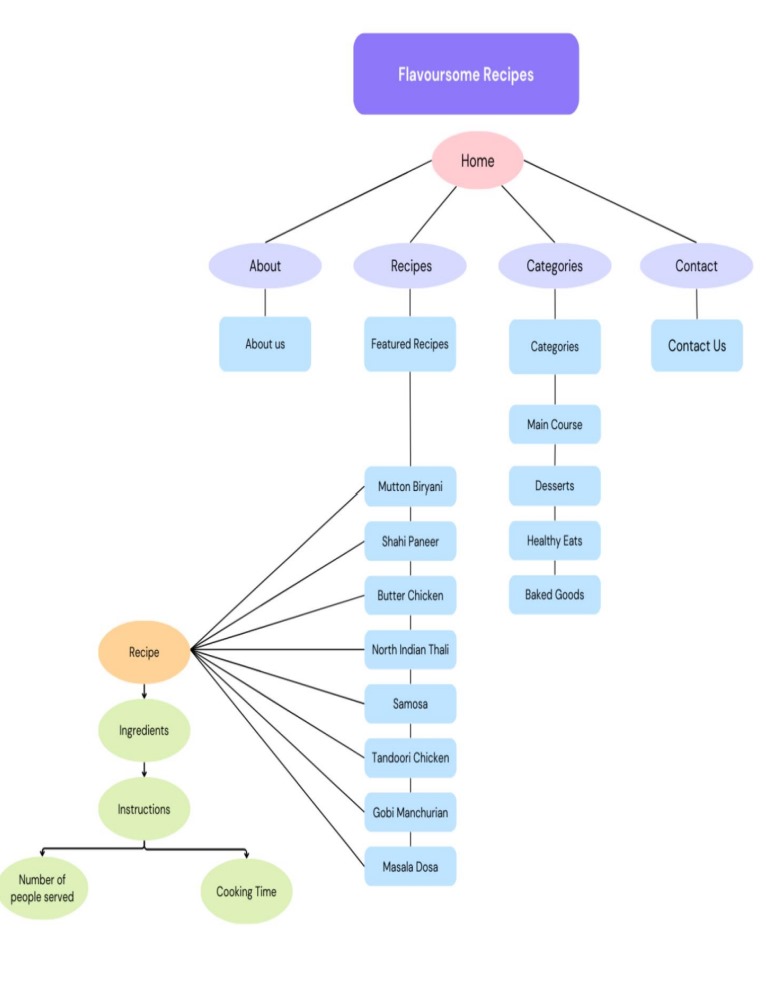 Flavoursome Recipes
Home
About
Recipes
Categories
Contact
About us
Featured Recipes
Categories
Contact Us
Main Course
Mutton Biryani
Desserts
Shahi Paneer
Healthy Eats
Butter Chicken
Baked Goods
Recipe
North Indian Thali
Samosa
Ingredients
Tandoori Chicken
Instructions
Gobi Manchurian
Masala Dosa
Number of
people served
Cooking Time